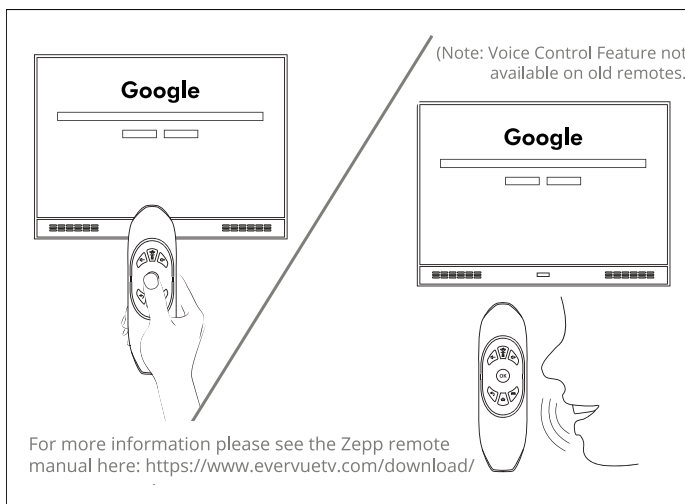 (Note: Voice Control Feature not
available on old remotes.
Google
Google
OK
For more information please see the Zepp remote
manual here: https://www.evervuetv.com/download/